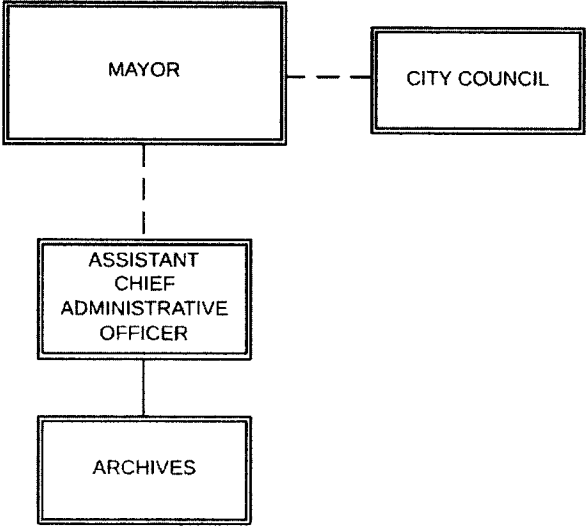 MAYOR
CITY COUNCIL
ASSISTANT
CHIEF
ADMINISTRATIVE
OFFICER
ARCHIVES